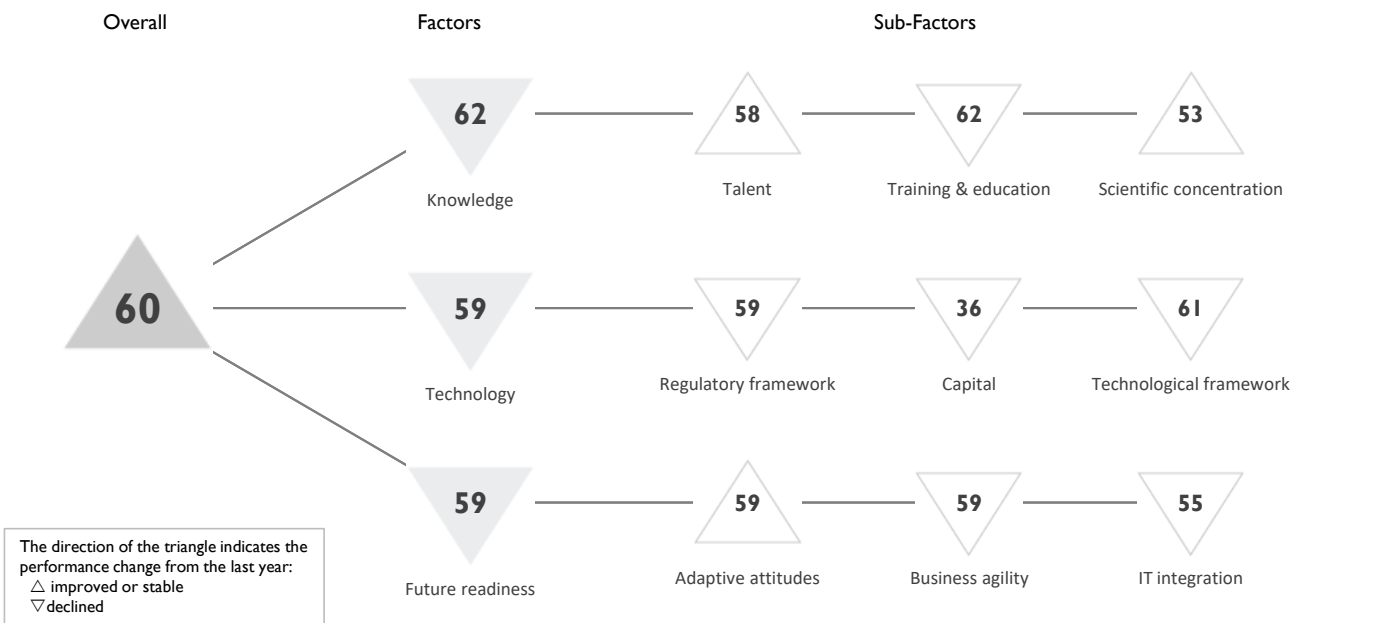 Overall Factors Sub-Factors
62 58 62 53
Knowledge Talent Training & education Scientific concentration
60 59 59 36 61
Technology Regulatory framework Capital Technological framework
59 59 59 55
Future readiness Adaptive attitudes Business agility IT integration
The direction of the triangle indicates the
performance change from the last year:
△ improved or stable
▽ declined